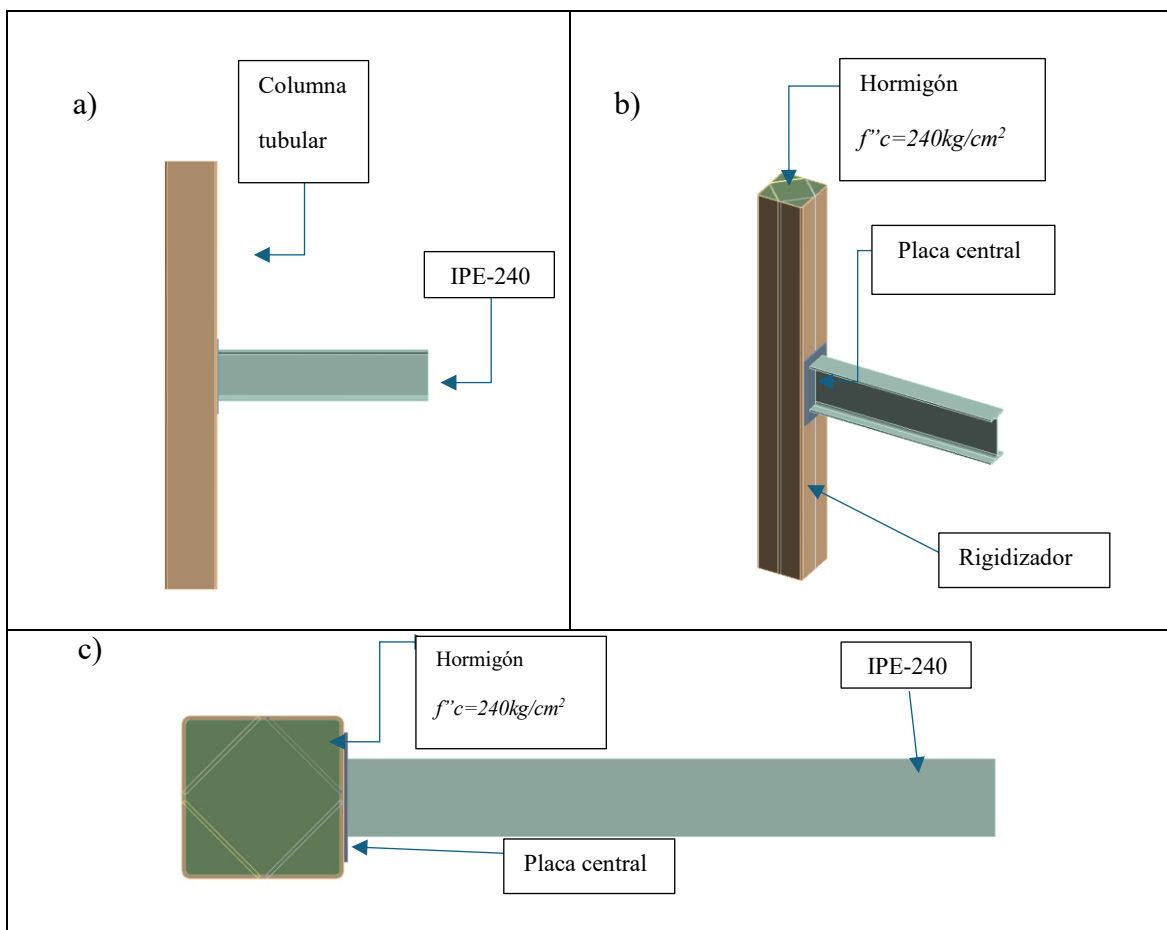 a)
Columna
tubular
IPE-240
b)
Hormigón
f’’c=240kg/cm2
Placa central
Rigidizador
c)
Hormigón
f’’c=240kg/cm2
IPE-240
Placa central